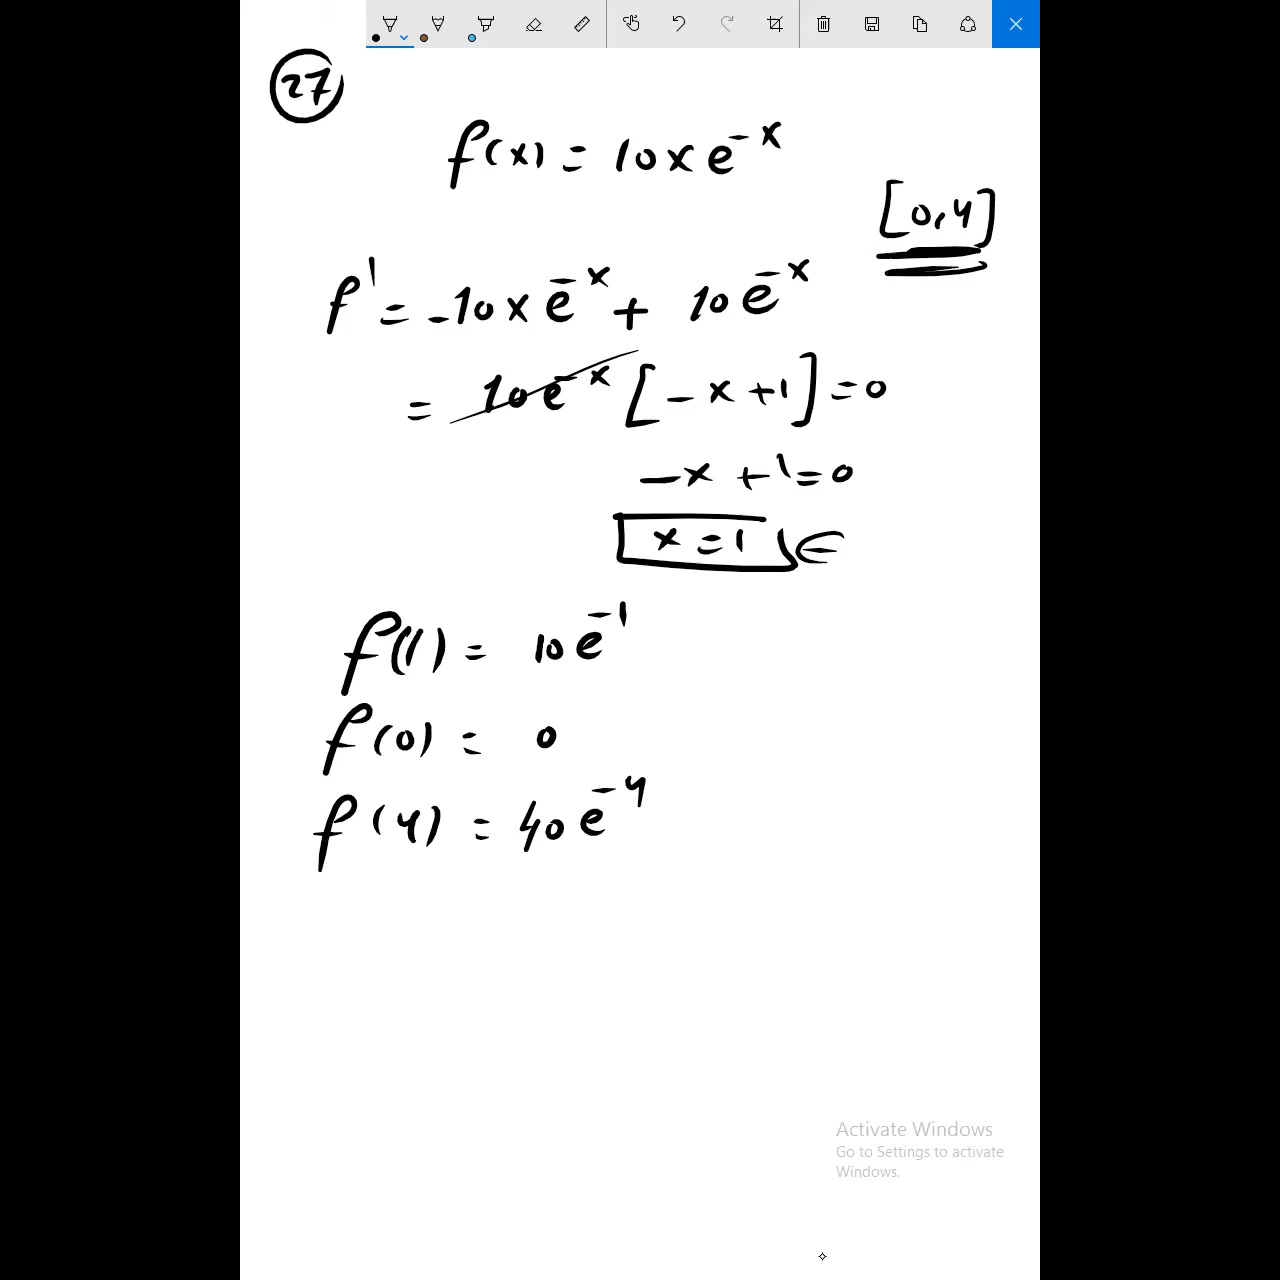 27
f(x) = 10xe^-x
[0,4]
f' = -10xe^-x + 10e^-x
= 10e^-x [-x+1] = 0
-x+1=0
x=1 ∈
f(1) = 10e^-1
f(0) = 0
f(4) = 40e^-4
Activate Windows
Go to Settings to activate
Windows.